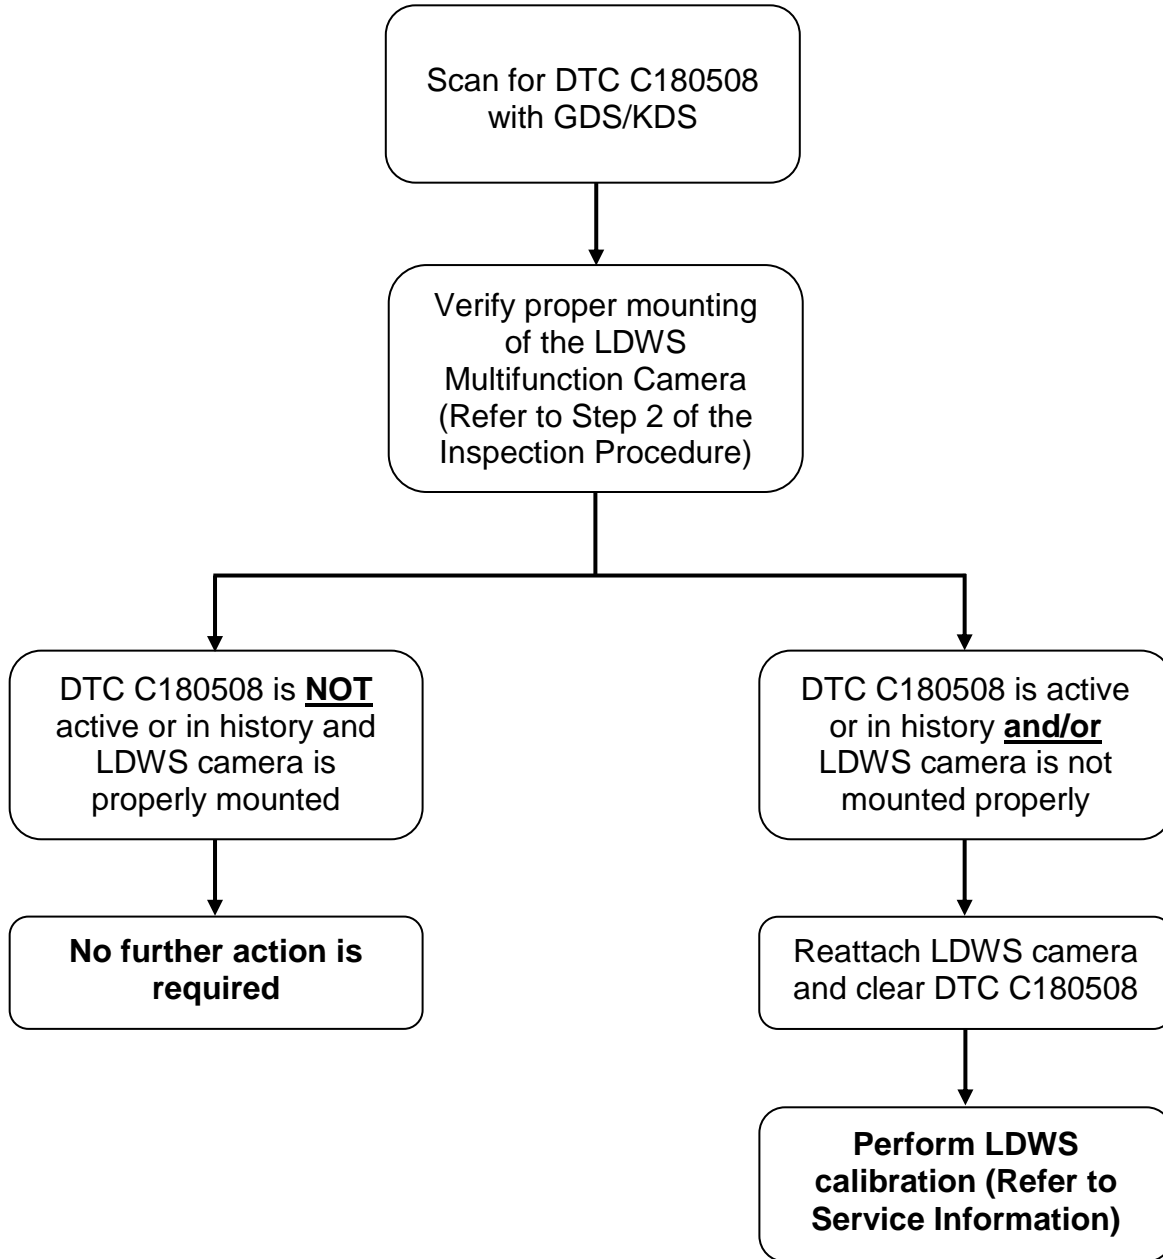 Scan for DTC C180508
with GDS/KDS
Verify proper mounting
of the LDWS
Multifunction Camera
(Refer to Step 2 of the
Inspection Procedure)
DTC C180508 is NOT
active or in history and
LDWS camera is
properly mounted
DTC C180508 is active
or in history and/or
LDWS camera is not
mounted properly
No further action is
required
Reattach LDWS camera
and clear DTC C180508
Perform LDWS
calibration (Refer to
Service Information)